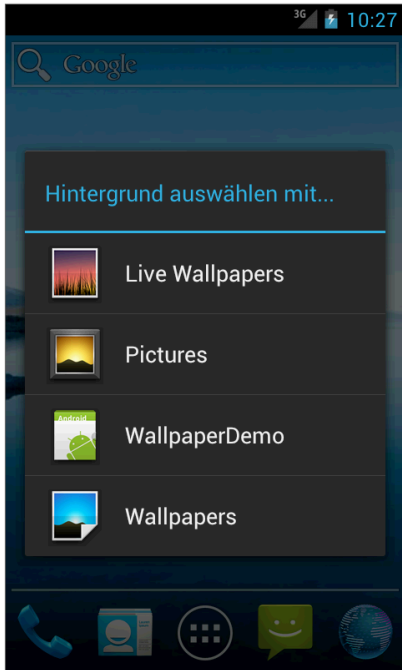 3G 10:27
Google
Hintergrund auswählen mit...
Live Wallpapers
Pictures
Android
WallpaperDemo
Wallpapers